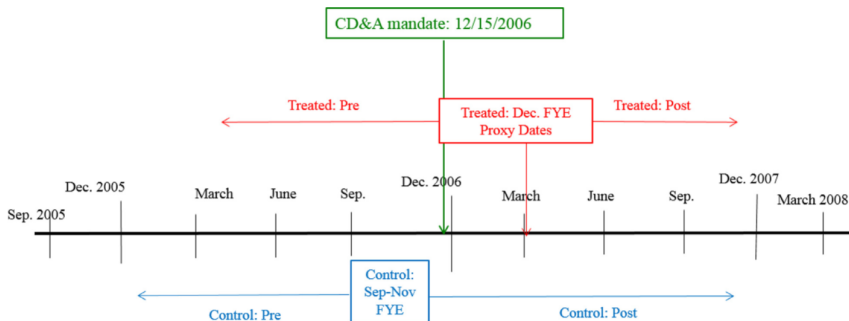 CD&A mandate: 12/15/2006
Treated: Pre
Treated: Dec. FYE
Proxy Dates
Treated: Post
Sep. 2005
Dec. 2005
March
June
Sep.
Dec. 2006
March
June
Sep.
Dec. 2007
March 2008
Control: Pre
Control:
Sep-Nov
FYE
Control: Post